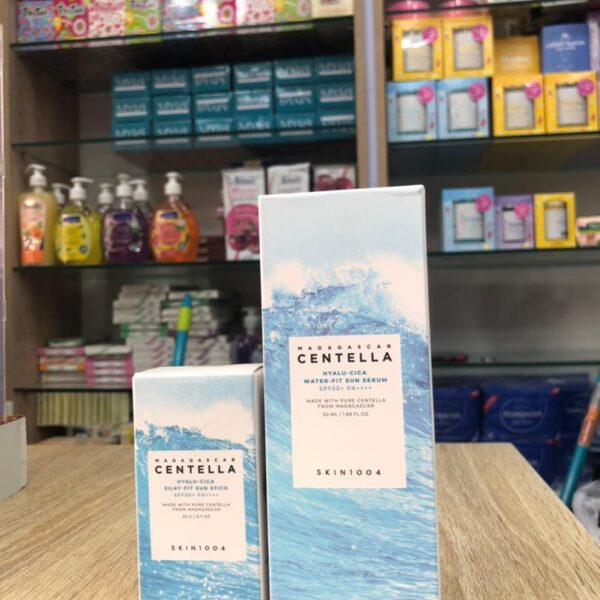 MADAGASCAR
CENTELLA
HYALU-CICA
WATER-FIT SUN SERUM
SPF50+ PA++++
MADE WITH PURE CENTELLA
FROM MADAGASCAR
50 ML / 1.69 FL.OZ.
SKIN1004
MADAGASCAR
CENTELLA
HYALU-CICA
SILKY-FIT SUN STICK
SPF50+ PA++++
MADE WITH PURE CENTELLA
FROM MADAGASCAR
SKIN1004